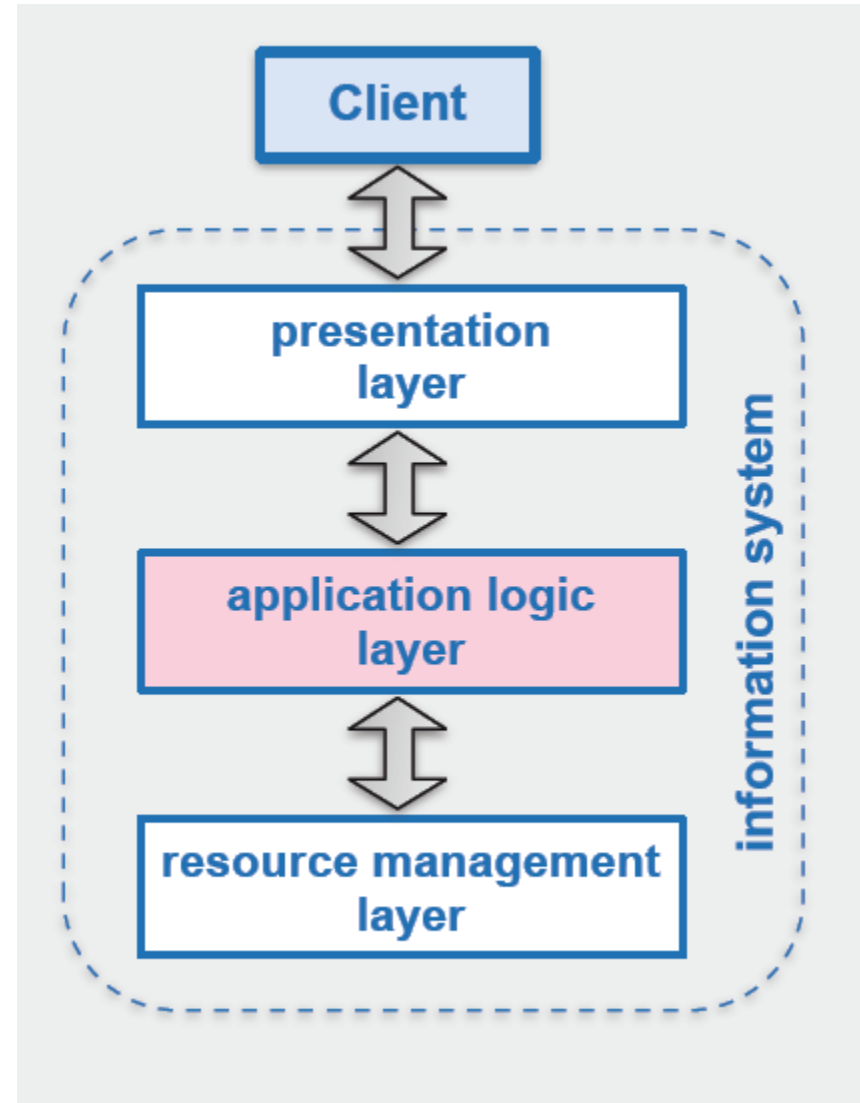 Client
presentation
layer
application logic
layer
resource management
layer
information system